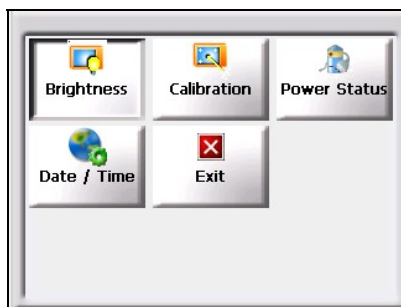 Brightness
Calibration
Power Status
Date / Time
Exit